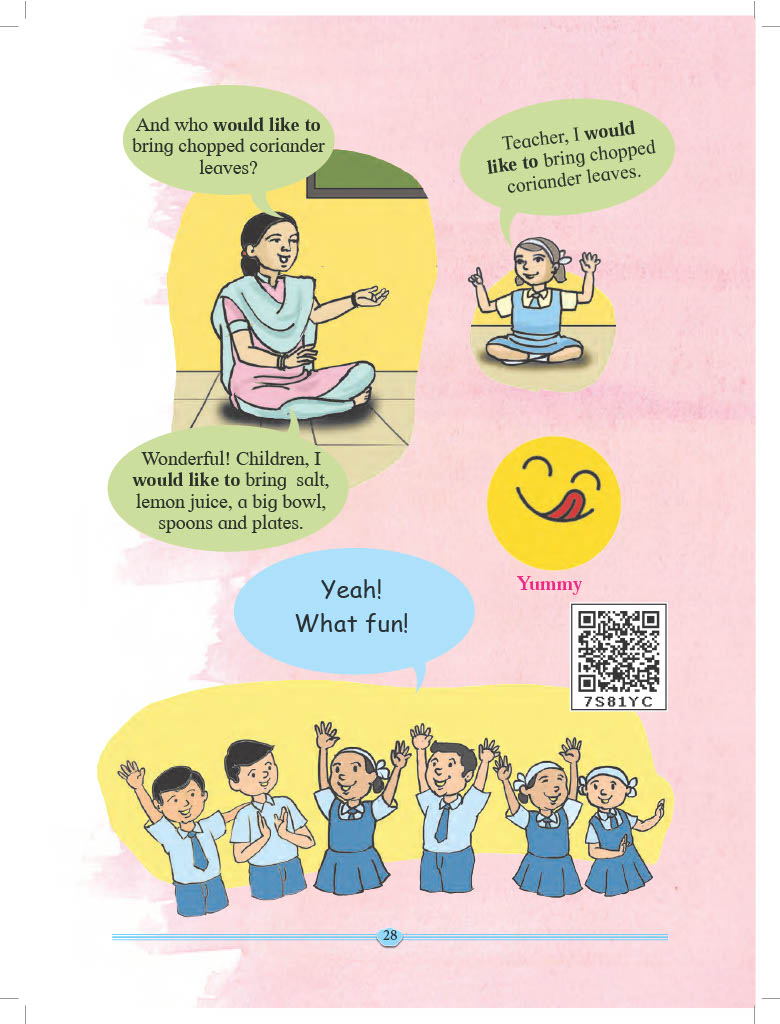 And who would like to
bring chopped coriander
leaves?
Teacher, I would
like to bring chopped
coriander leaves.
Wonderful! Children, I
would like to bring salt,
lemon juice, a big bowl,
spoons and plates.
Yummy
Yeah!
What fun!
7S81YC
28